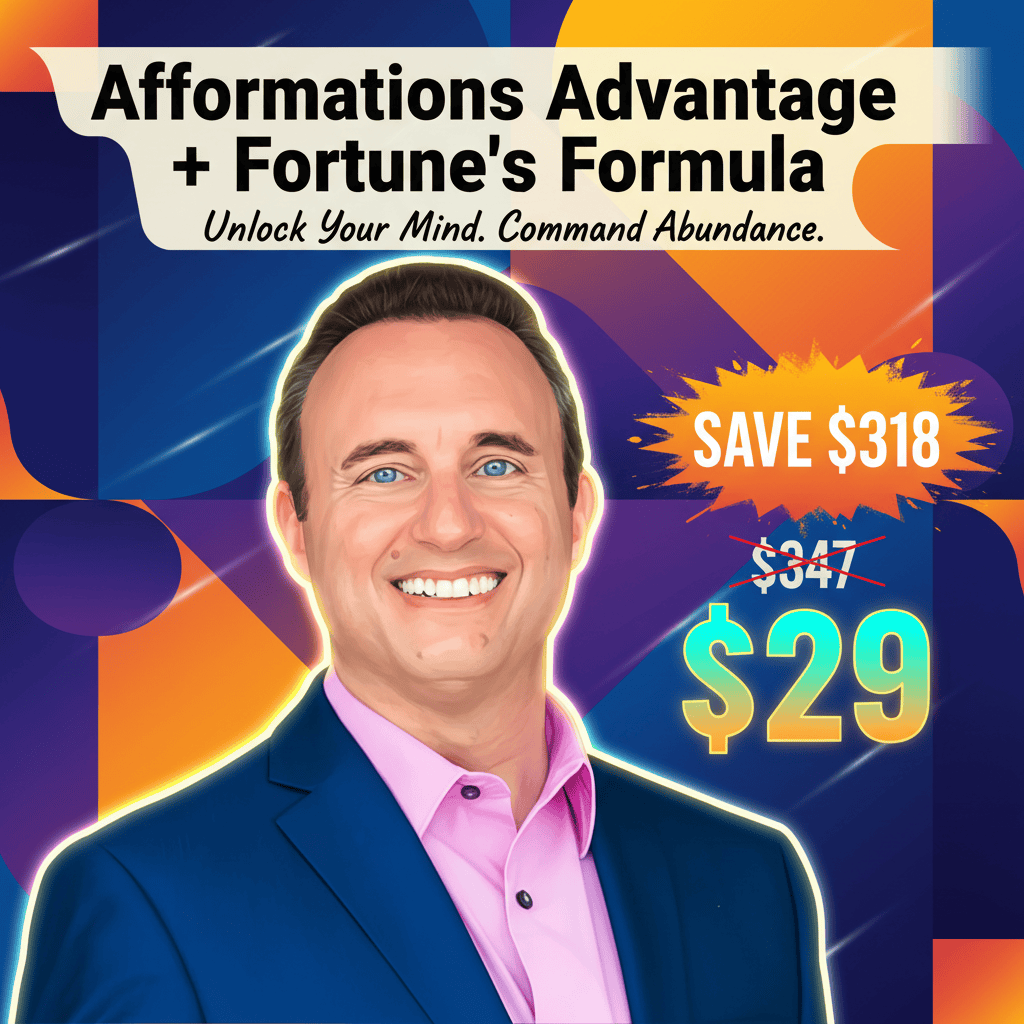 Afformations Advantage
+ Fortune's Formula
Unlock Your Mind. Command Abundance.
SAVE $318
$347
$29